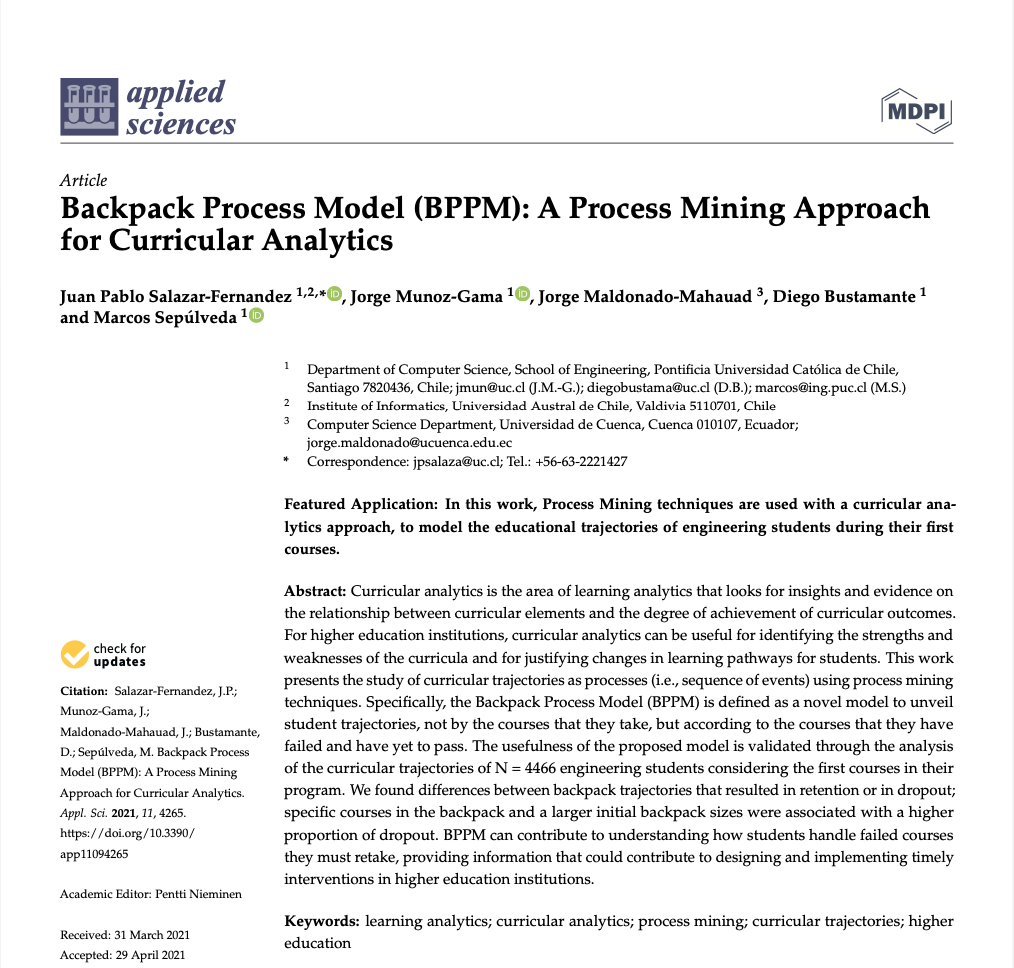 applied
sciences
MDPI
Article
Backpack Process Model (BPPM): A Process Mining Approach
for Curricular Analytics
Juan Pablo Salazar-Fernandez 1,2,* iD, Jorge Munoz-Gama 1 iD, Jorge Maldonado-Mahauad 3, Diego Bustamante 1
and Marcos Sepúlveda 1 iD
1 Department of Computer Science, School of Engineering, Pontificia Universidad Católica de Chile,
Santiago 7820436, Chile; jmun@uc.cl (J.M.-G.); diegobustama@uc.cl (D.B.); marcos@ing.puc.cl (M.S.)
2 Institute of Informatics, Universidad Austral de Chile, Valdivia 5110701, Chile
3 Computer Science Department, Universidad de Cuenca, Cuenca 010107, Ecuador;
jorge.maldonado@ucuenca.edu.ec
* Correspondence: jpsalaza@uc.cl; Tel.: +56-63-2221427
Featured Application: In this work, Process Mining techniques are used with a curricular ana-
lytics approach, to model the educational trajectories of engineering students during their first
courses.
Abstract: Curricular analytics is the area of learning analytics that looks for insights and evidence on
the relationship between curricular elements and the degree of achievement of curricular outcomes.
For higher education institutions, curricular analytics can be useful for identifying the strengths and
weaknesses of the curricula and for justifying changes in learning pathways for students. This work
presents the study of curricular trajectories as processes (i.e., sequence of events) using process mining
techniques. Specifically, the Backpack Process Model (BPPM) is defined as a novel model to unveil
student trajectories, not by the courses that they take, but according to the courses that they have
failed and have yet to pass. The usefulness of the proposed model is validated through the analysis
of the curricular trajectories of N = 4466 engineering students considering the first courses in their
program. We found differences between backpack trajectories that resulted in retention or in dropout;
specific courses in the backpack and a larger initial backpack sizes were associated with a higher
proportion of dropout. BPPM can contribute to understanding how students handle failed courses
they must retake, providing information that could contribute to designing and implementing timely
interventions in higher education institutions.
Keywords: learning analytics; curricular analytics; process mining; curricular trajectories; higher
education
check for
updates
Citation: Salazar-Fernandez, J.P.;
Munoz-Gama, J.;
Maldonado-Mahauad, J.; Bustamante,
D.; Sepúlveda, M. Backpack Process
Model (BPPM): A Process Mining
Approach for Curricular Analytics.
Appl. Sci. 2021, 11, 4265.
https://doi.org/10.3390/
app11094265
Academic Editor: Pentti Nieminen
Received: 31 March 2021
Accepted: 29 April 2021